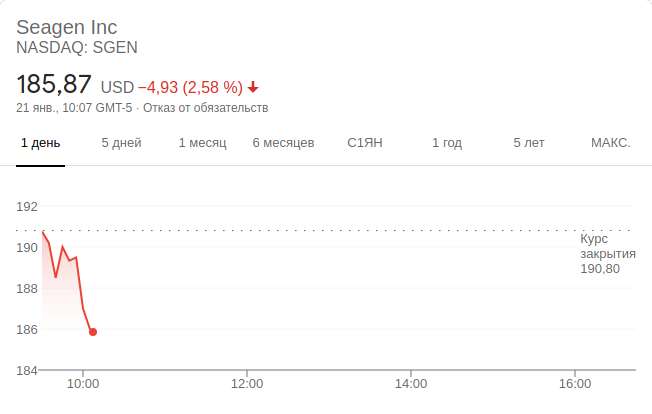 Seagen Inc
NASDAQ: SGEN
185,87 USD −4,93 (2,58 %)
21 янв., 10:07 GMT-5 · Отказ от обязательств
1 день 5 дней 1 месяц 6 месяцев С1ЯН 1 год 5 лет МАКС.
192
190
188
186
184
Курс
закрытия
190,80
10:00 12:00 14:00 16:00